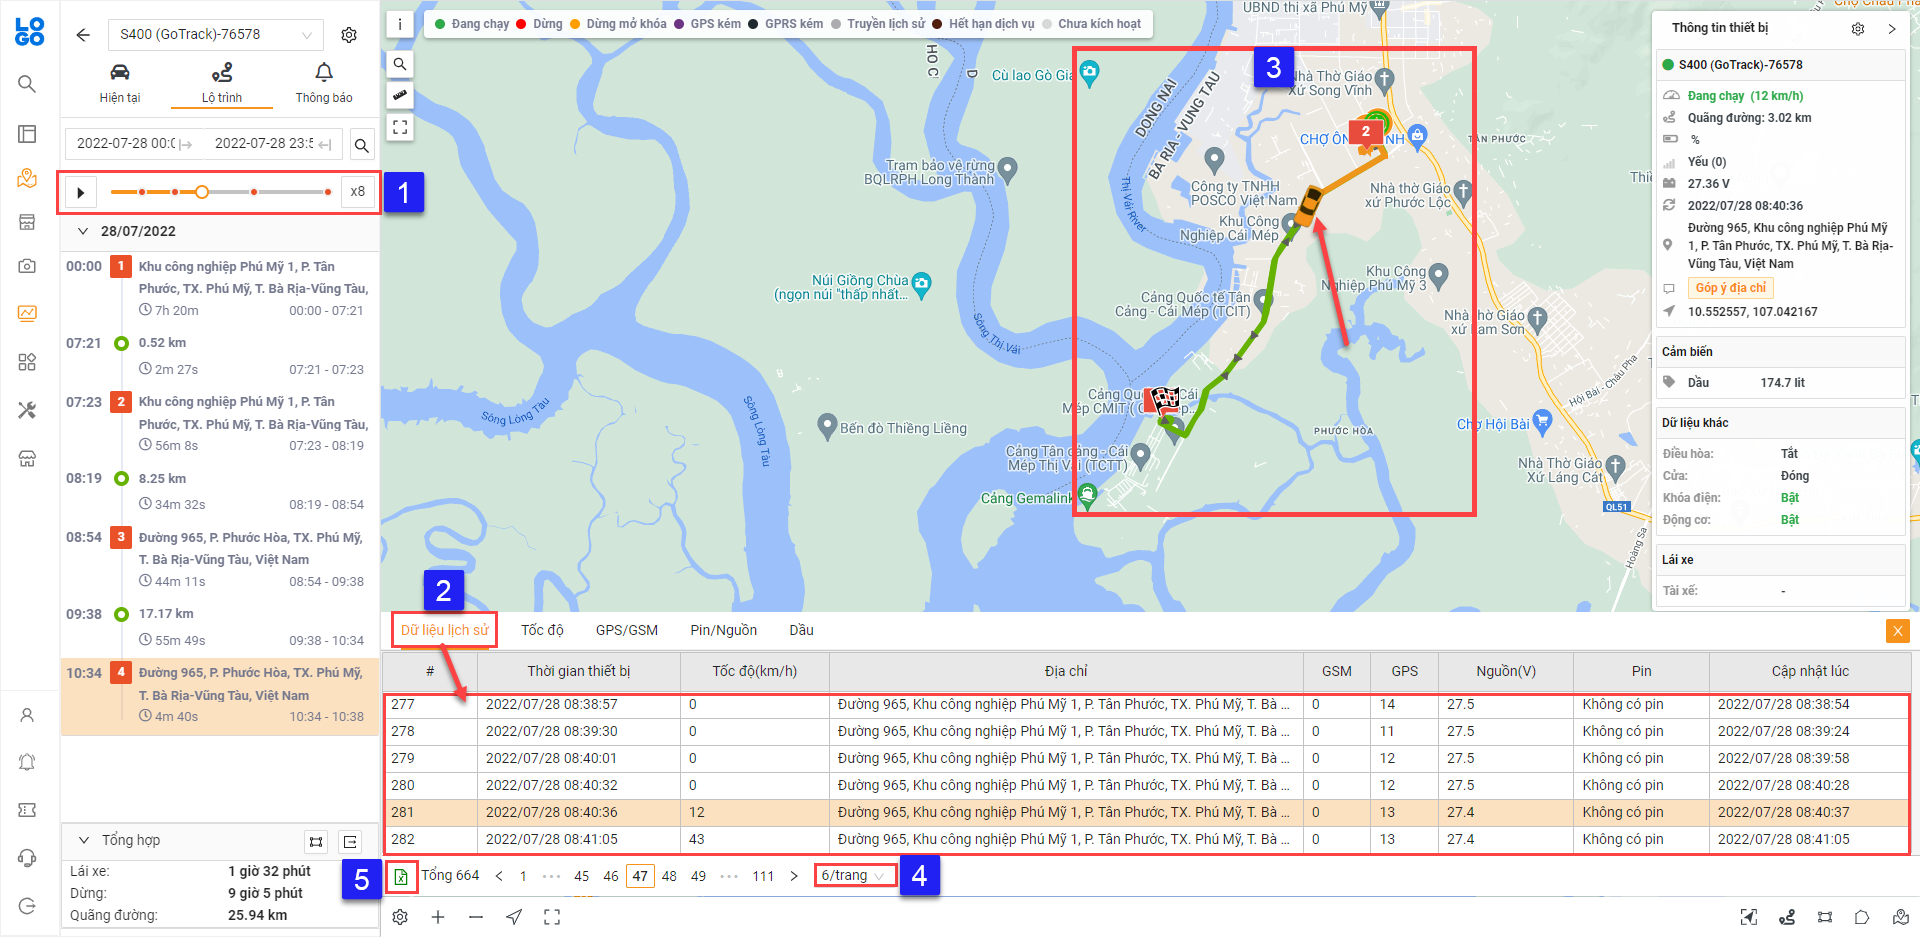 LOGO
S400 (GoTrack)-76578
Hiện tại
Lộ trình
Thông báo
2022-07-28 00:0
2022-07-28 23:5
x8
1
28/07/2022
00:00 1 Khu công nghiệp Phú Mỹ 1, P. Tân
Phước, TX. Phú Mỹ, T. Bà Rịa-Vũng Tàu,
7h 20m 00:00 - 07:21
07:21 0.52 km
2m 27s 07:21 - 07:23
07:23 2 Khu công nghiệp Phú Mỹ 1, P. Tân
Phước, TX. Phú Mỹ, T. Bà Rịa-Vũng Tàu,
56m 8s 07:23 - 08:19
08:19 8.25 km
34m 32s 08:19 - 08:54
08:54 3 Đường 965, P. Phước Hòa, TX. Phú Mỹ,
T. Bà Rịa-Vũng Tàu, Việt Nam
44m 11s 08:54 - 09:38
09:38 17.17 km
55m 49s 09:38 - 10:34
10:34 4 Đường 965, P. Phước Hòa, TX. Phú Mỹ,
T. Bà Rịa-Vũng Tàu, Việt Nam
4m 40s 10:34 - 10:38
Tổng hợp
Lái xe: 1 giờ 32 phút
Dừng: 9 giờ 5 phút
Quãng đường: 25.94 km
i
Đang chạy Dừng Dừng mở khóa GPS kém GPRS kém Truyền lịch sử Hết hạn dịch vụ Chưa kích hoạt
UBND thị xã Phú Mỹ
HO C
D
Cù lao Gò Gia
ĐONG NAI
BÀ RỊA - VUNG TAU
3
Nhà Thờ Giáo
Xứ Song Vĩnh
2
TÂN PHƯỚC
Trạm bảo vệ rừng
BQLRPH Long Thành
Thị Vải River
Công ty TNHH
POSCO Việt Nam
Nhà thờ Giáo
xứ Phước Lộc
Khu Công
Nghiệp Cái Mép
Khu Công
Nghiệp Phú Mỹ 3
Núi Giồng Chùa
(ngọn núi "thấp nhất...
Cảng Quốc tế Tân
Cảng - Cái Mép (TCIT)
Sông Thị Vải
Nhà Thờ Giáo
xứ Lam Sơn
Hội Bài - Châu Pha
Sông Lòng Tàu
Sông Lòng Tàu
Bến đò Thiềng Liềng
PHƯỚC HÒA
Chợ Hội Bài
Cảng Tân cảng - Cái
Mép Thị Vải (TCTT)
Nhà Thờ Giáo
Xứ Láng Cát
Cảng Gemalink
QL51
Hoàng Sa
Thông tin thiết bị
S400 (GoTrack)-76578
Đang chạy (12 km/h)
Quãng đường: 3.02 km
%
Yếu (0)
27.36 V
2022/07/28 08:40:36
Đường 965, Khu công nghiệp Phú Mỹ
1, P. Tân Phước, TX. Phú Mỹ, T. Bà Rịa-
Vũng Tàu, Việt Nam
Góp ý địa chỉ
10.552557, 107.042167
Cảm biến
Dầu 174.7 lit
Dữ liệu khác
Điều hòa: Tắt
Cửa: Đóng
Khóa điện: Bật
Động cơ: Bật
Lái xe
Tài xế: -
2
Dữ liệu lịch sử Tốc độ GPS/GSM Pin/Nguồn Dầu X
# Thời gian thiết bị Tốc độ(km/h) Địa chỉ GSM GPS Nguồn(V) Pin Cập nhật lúc
277 2022/07/28 08:38:57 0 Đường 965, Khu công nghiệp Phú Mỹ 1, P. Tân Phước, TX. Phú Mỹ, T. Bà ... 0 14 27.5 Không có pin 2022/07/28 08:38:54
278 2022/07/28 08:39:30 0 Đường 965, Khu công nghiệp Phú Mỹ 1, P. Tân Phước, TX. Phú Mỹ, T. Bà ... 0 11 27.5 Không có pin 2022/07/28 08:39:24
279 2022/07/28 08:40:01 0 Đường 965, Khu công nghiệp Phú Mỹ 1, P. Tân Phước, TX. Phú Mỹ, T. Bà ... 0 12 27.5 Không có pin 2022/07/28 08:39:58
280 2022/07/28 08:40:32 0 Đường 965, Khu công nghiệp Phú Mỹ 1, P. Tân Phước, TX. Phú Mỹ, T. Bà ... 0 12 27.5 Không có pin 2022/07/28 08:40:28
281 2022/07/28 08:40:36 12 Đường 965, Khu công nghiệp Phú Mỹ 1, P. Tân Phước, TX. Phú Mỹ, T. Bà ... 0 13 27.4 Không có pin 2022/07/28 08:40:37
282 2022/07/28 08:41:05 43 Đường 965, Khu công nghiệp Phú Mỹ 1, P. Tân Phước, TX. Phú Mỹ, T. Bà ... 0 13 27.4 Không có pin 2022/07/28 08:41:05
5 Tổng 664 < 1 ••• 45 46 47 48 49 ••• 111 > 6/trang 4